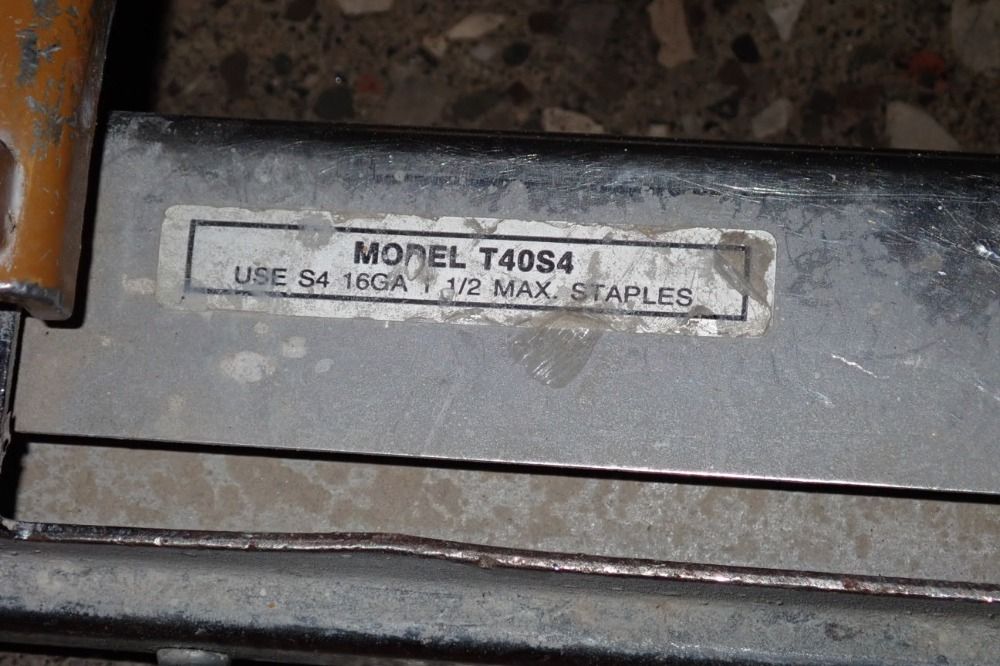 MODEL T40S4
USE S4 16GA 1 1/2 MAX. STAPLES